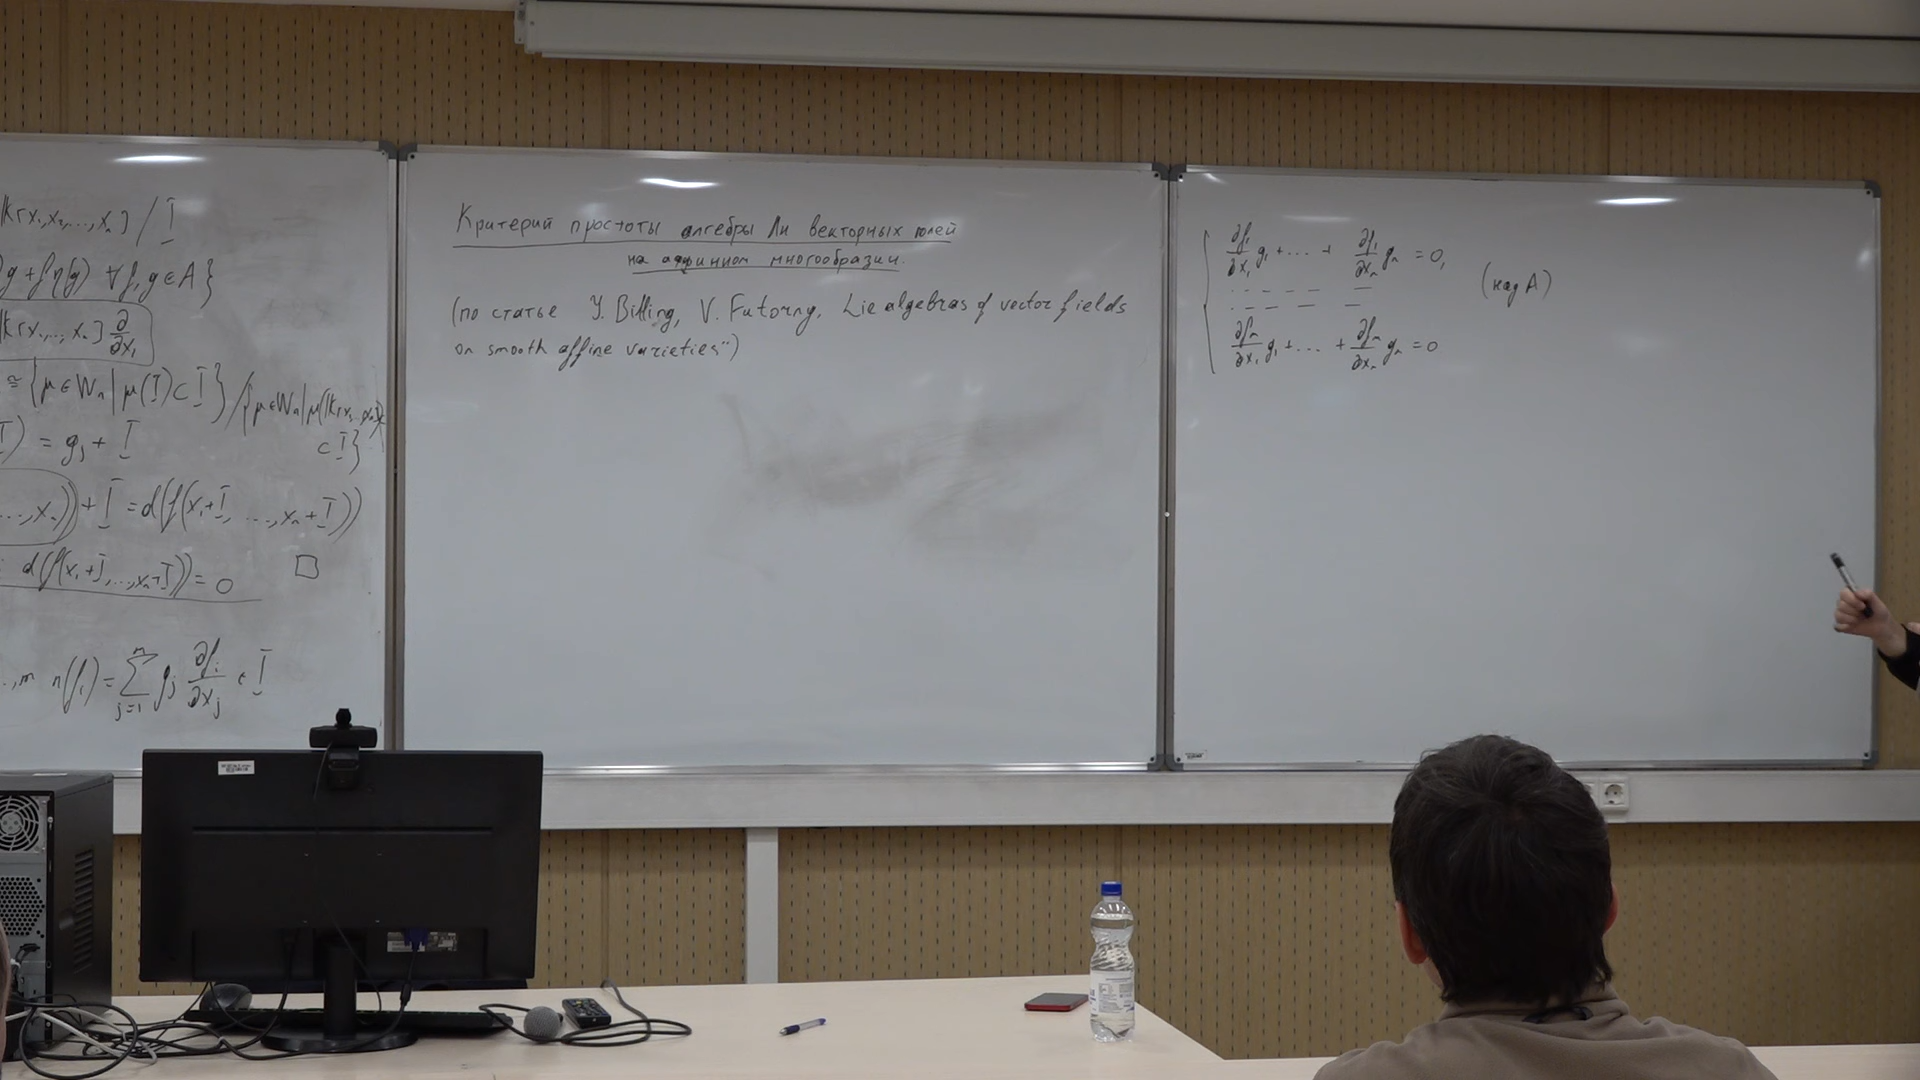 K[x₁,x₂,...,xₙ]/I
g + f η(g) ∀ f, g ∈ A}
K[x₁,...,xₙ] ∂/∂x₁
≅ {μ ∈ Wₙ | μ(I) ⊂ I} / {μ ∈ Wₙ | μ(K[x₁,...,xₙ])
⊂ I}
I) = gⱼ + I
...,xₙ)) + I = d(f(x₁+I, ...,xₙ+I))
d(f(x₁+I,...,xₙ+I)) = 0 □
..,m η(fᵢ) = Σⱼ₌₁ⁿ gⱼ ∂fᵢ/∂xⱼ ∈ I
Критерий простоты алгебры Ли векторных полей
на аффинном многообразии.
(по статье Y. Billing, V. Futorny, Lie algebras of vector fields
on smooth affine varieties")
{ ∂f₁/∂x₁ g₁ + ... + ∂f₁/∂xₙ gₙ = 0,
(над A)
∂fₘ/∂x₁ g₁ + ... + ∂fₘ/∂xₙ gₙ = 0